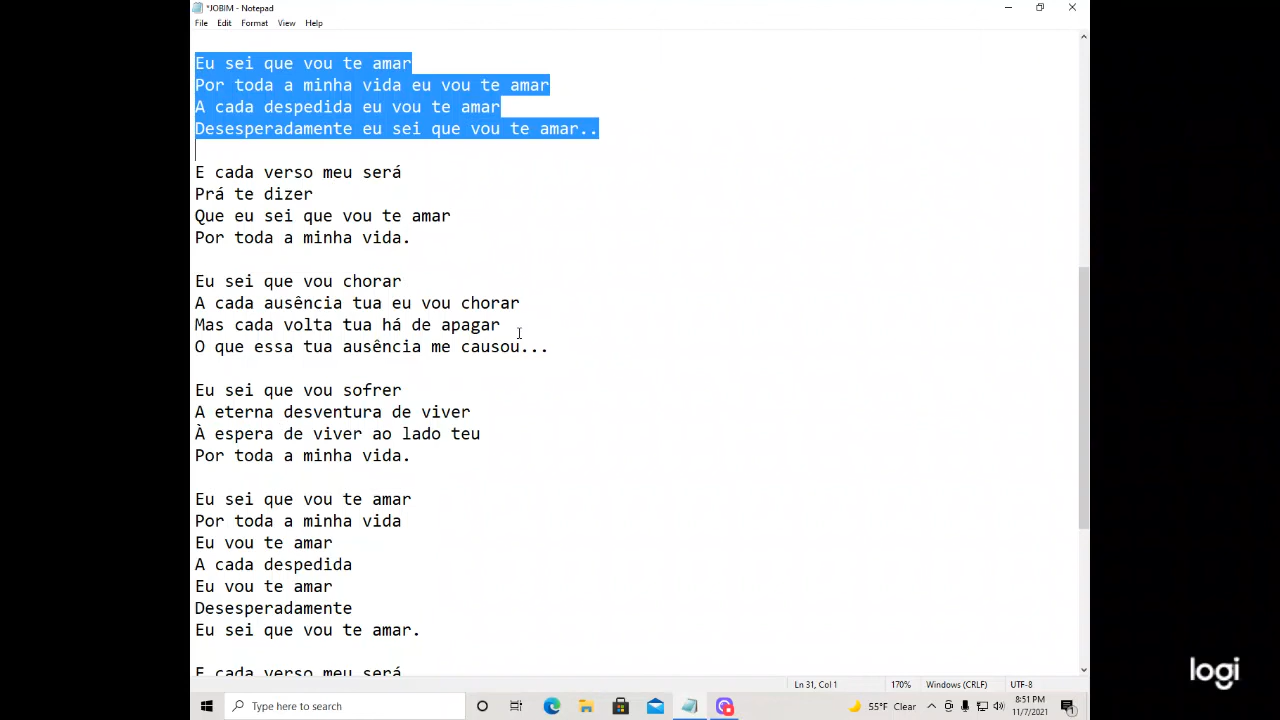 *JOBIM - Notepad
File Edit Format View Help
Eu sei que vou te amar
Por toda a minha vida eu vou te amar
A cada despedida eu vou te amar
Desesperadamente eu sei que vou te amar..
E cada verso meu será
Prá te dizer
Que eu sei que vou te amar
Por toda a minha vida.
Eu sei que vou chorar
A cada ausência tua eu vou chorar
Mas cada volta tua há de apagar
O que essa tua ausência me causou...
Eu sei que vou sofrer
A eterna desventura de viver
À espera de viver ao lado teu
Por toda a minha vida.
Eu sei que vou te amar
Por toda a minha vida
Eu vou te amar
A cada despedida
Eu vou te amar
Desesperadamente
Eu sei que vou te amar.
E cada verso meu será
Ln 31, Col 1 170% Windows (CRLF) UTF-8
Type here to search 55°F Clear 8:51 PM
11/7/2021 1
logi